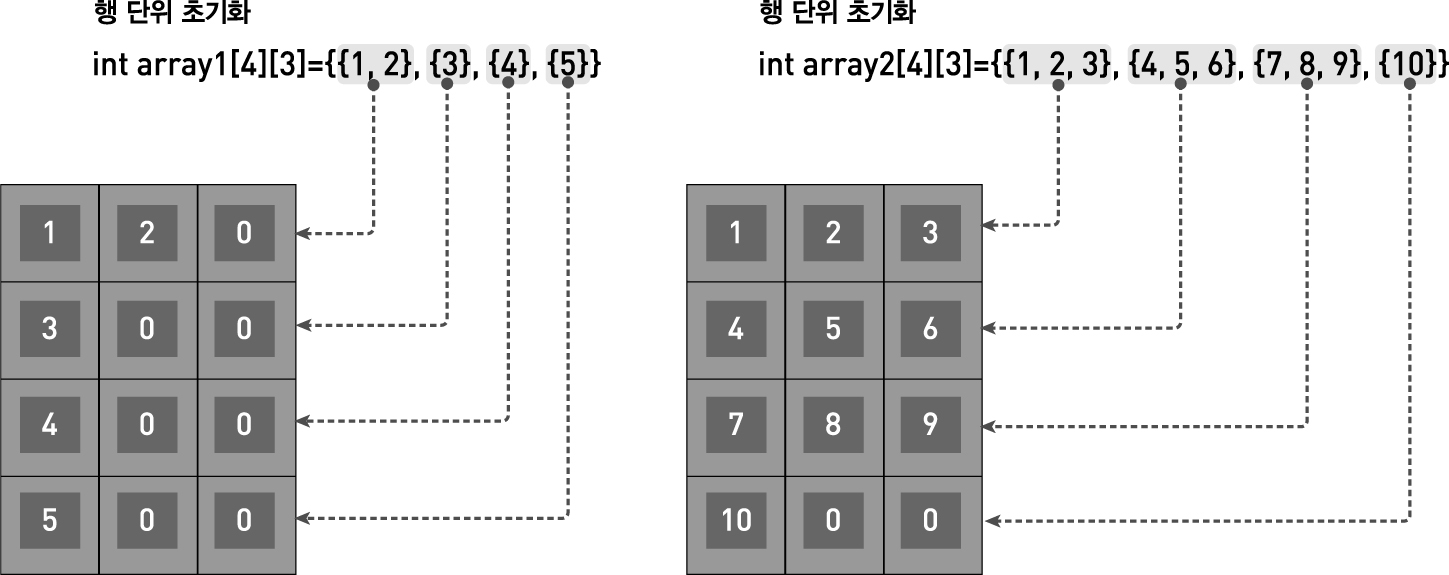 행 단위 초기화
int array1[4][3]={{1, 2}, {3}, {4}, {5}}
1 2 0
3 0 0
4 0 0
5 0 0
행 단위 초기화
int array2[4][3]={{1, 2, 3}, {4, 5, 6}, {7, 8, 9}, {10}}
1 2 3
4 5 6
7 8 9
10 0 0